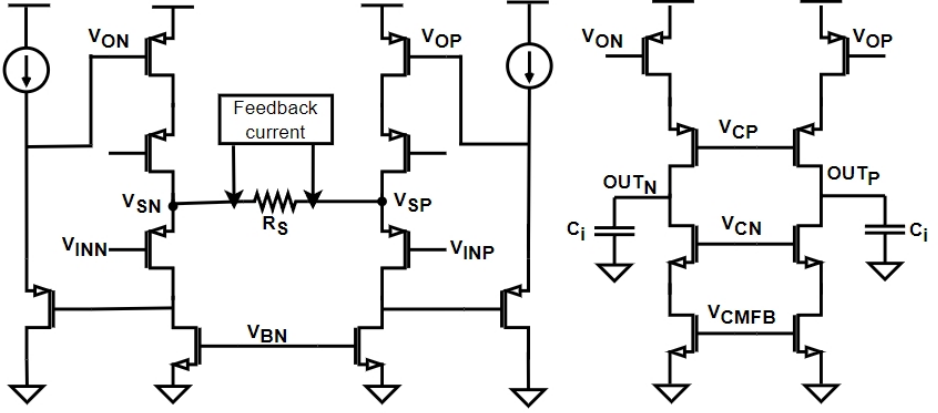 VON
VOP
VON
VOP
Feedback
current
VCP
VSN
VSP
OUTN
OUTP
RS
Ci
VCN
Ci
VINN
VINP
VBN
VCMFB